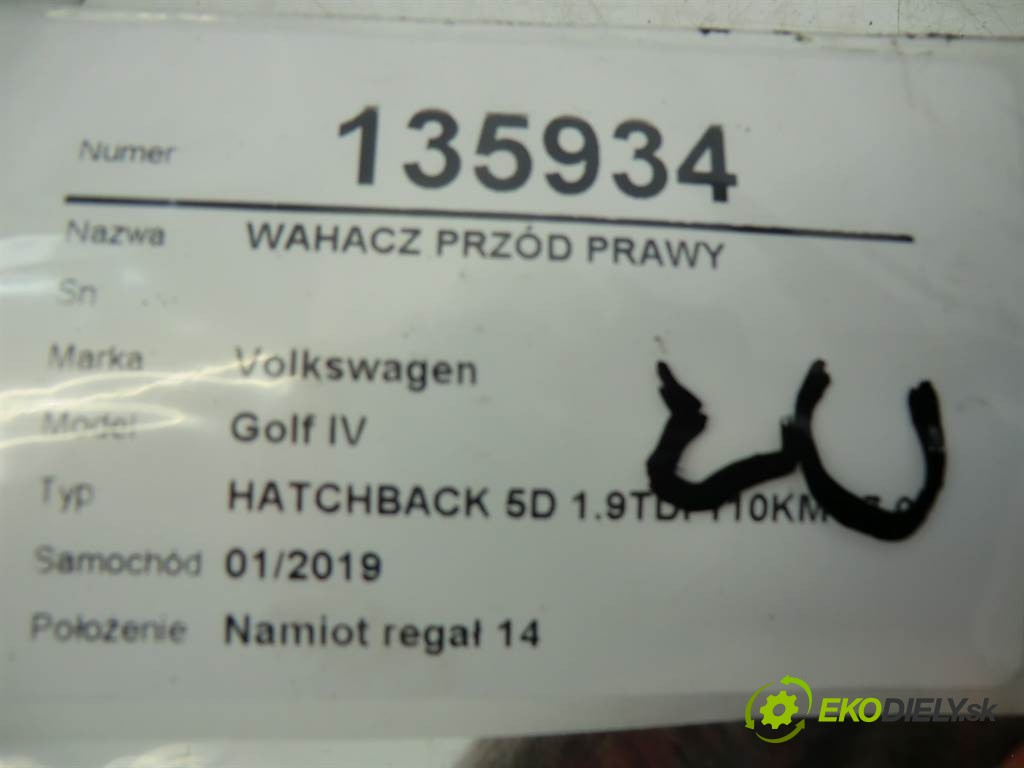 Numer 135934
Nazwa WAHACZ PRZÓD PRAWY
Sn
Marka Volkswagen
Model Golf IV
Typ HATCHBACK 5D 1.9TDI 110KM
Samochód 01/2019
Położenie Namiot regał 14
EKODIELY.sk